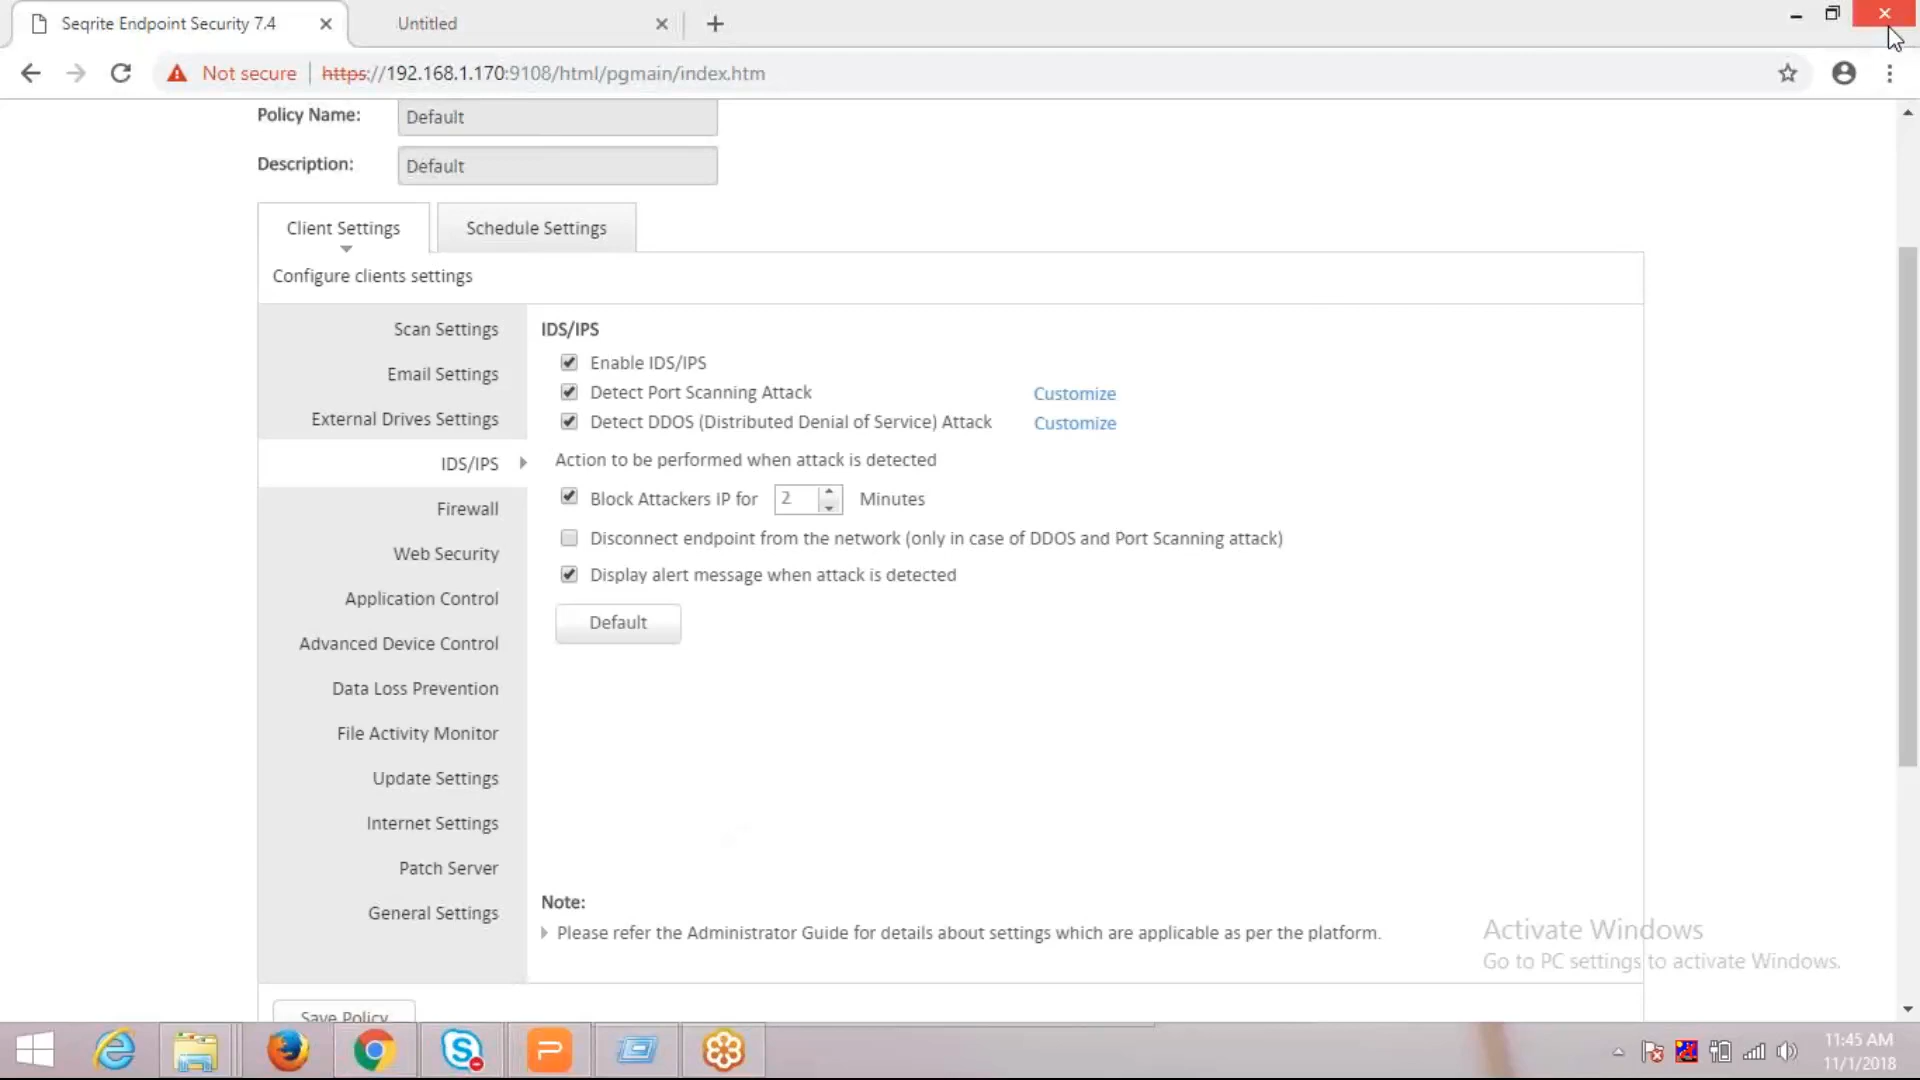 Seqrite Endpoint Security 7.4
Untitled
Not secure | https://192.168.1.170:9108/html/pgmain/index.htm
Policy Name: Default
Description: Default
Client Settings
Schedule Settings
Configure clients settings
Scan Settings
Email Settings
External Drives Settings
IDS/IPS
Firewall
Web Security
Application Control
Advanced Device Control
Data Loss Prevention
File Activity Monitor
Update Settings
Internet Settings
Patch Server
General Settings
IDS/IPS
Enable IDS/IPS
Detect Port Scanning Attack Customize
Detect DDOS (Distributed Denial of Service) Attack Customize
Action to be performed when attack is detected
Block Attackers IP for 2 Minutes
Disconnect endpoint from the network (only in case of DDOS and Port Scanning attack)
Display alert message when attack is detected
Default
Note:
Please refer the Administrator Guide for details about settings which are applicable as per the platform.
Activate Windows
Go to PC settings to activate Windows.
Save Policy
11:45 AM
11/1/2018